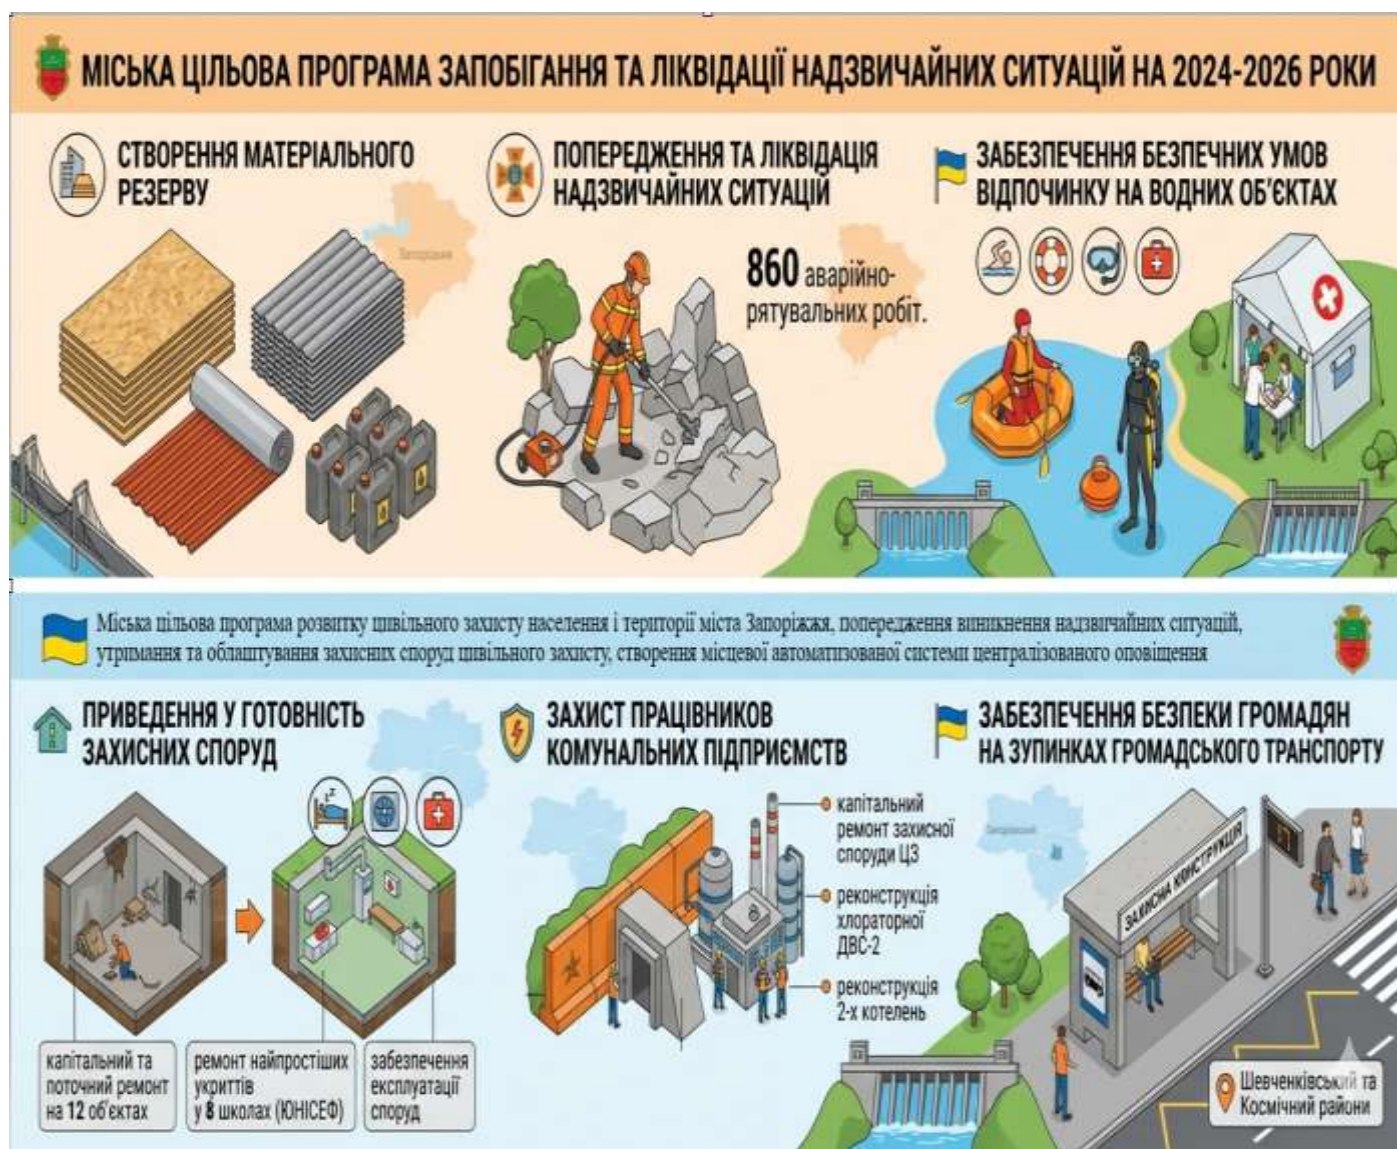 МІСЬКА ЦІЛЬОВА ПРОГРАМА ЗАПОБІГАННЯ ТА ЛІКВІДАЦІЇ НАДЗВИЧАЙНИХ СИТУАЦІЙ НА 2024-2026 РОКИ
СТВОРЕННЯ МАТЕРІАЛЬНОГО
РЕЗЕРВУ
ПОПЕРЕДЖЕННЯ ТА ЛІКВІДАЦІЯ
НАДЗВИЧАЙНИХ СИТУАЦІЙ
860 аварійно-
рятувальних робіт.
ЗАБЕЗПЕЧЕННЯ БЕЗПЕЧНИХ УМОВ
ВІДПОЧИНКУ НА ВОДНИХ ОБ'ЄКТАХ
Міська цільова програма розвитку цивільного захисту населення і території міста Запоріжжя, попередження виникнення надзвичайних ситуацій,
утримання та облаштування захисних споруд цивільного захисту, створення місцевої автоматизованої системи централізованого оповіщення
ПРИВЕДЕННЯ У ГОТОВНІСТЬ
ЗАХИСНИХ СПОРУД
капітальний та
поточний ремонт
на 12 об'єктах
ремонт найпростіших
укриттів
у 8 школах (ЮНІСЕФ)
забезпечення
експлуатації
споруд
ЗАХИСТ ПРАЦІВНИКІВ
КОМУНАЛЬНИХ ПІДПРИЄМСТВ
капітальний
ремонт захисної
споруди ЦЗ
реконструкція
хлораторної
ДВС-2
реконструкція
2-х котелень
ЗАБЕЗПЕЧЕННЯ БЕЗПЕКИ ГРОМАДЯН
НА ЗУПИНКАХ ГРОМАДСЬКОГО ТРАНСПОРТУ
ЗАХИСНА КОНСТРУКЦІЯ
Шевченківський та
Космічний райони